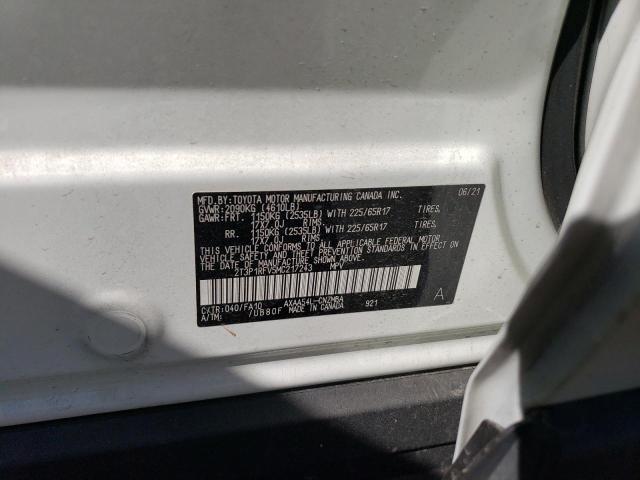 MFD.BY:TOYOTA MOTOR MANUFACTURING CANADA INC. 06/21
GVWR:2090KG (4610LB)
GAWR:FRT. 1150KG (2535LB) WITH 225/65R17 TIRES,
17X7.0J RIMS
RR. 1150KG (2535LB) WITH 225/65R17 TIRES,
17X7.0J RIMS
THIS VEHICLE CONFORMS TO ALL APPLICABLE FEDERAL MOTOR
VEHICLE SAFETY AND THEFT PREVENTION STANDARDS IN EFFECT
ON THE DATE OF MANUFACTURE SHOWN ABOVE.
2T3P1RFV5MC217243 MPV
C/TR:040/FA10 AXAA54L-CNZMBA 921
A/TM: /UB80F MADE IN CANADA
A